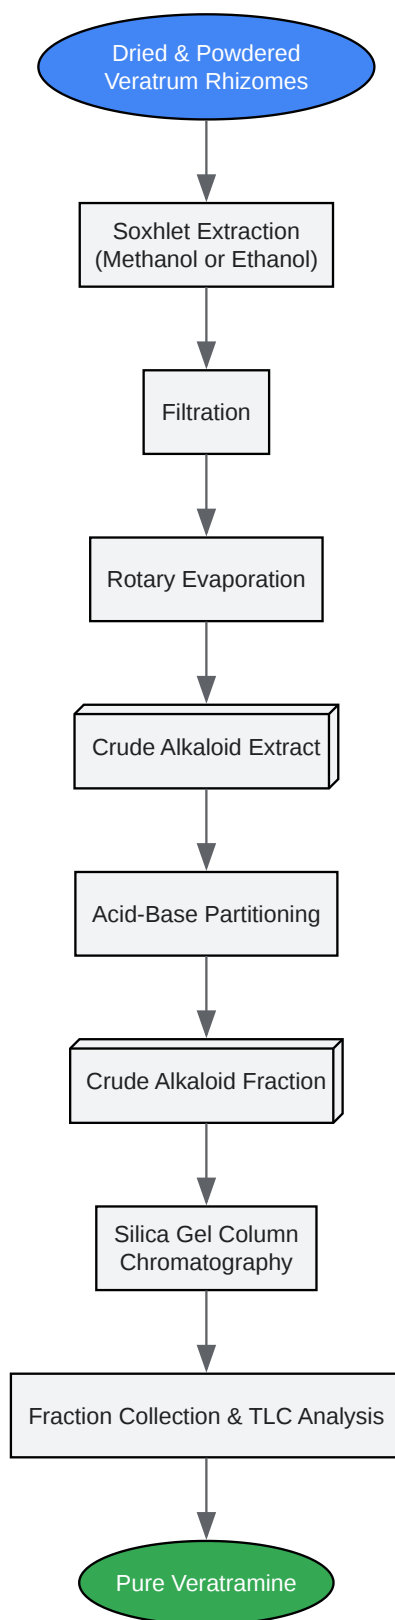 Dried & Powdered
Veratrum Rhizomes
Soxhlet Extraction
(Methanol or Ethanol)
Filtration
Rotary Evaporation
Crude Alkaloid Extract
Acid-Base Partitioning
Crude Alkaloid Fraction
Silica Gel Column
Chromatography
Fraction Collection & TLC Analysis
Pure Veratramine